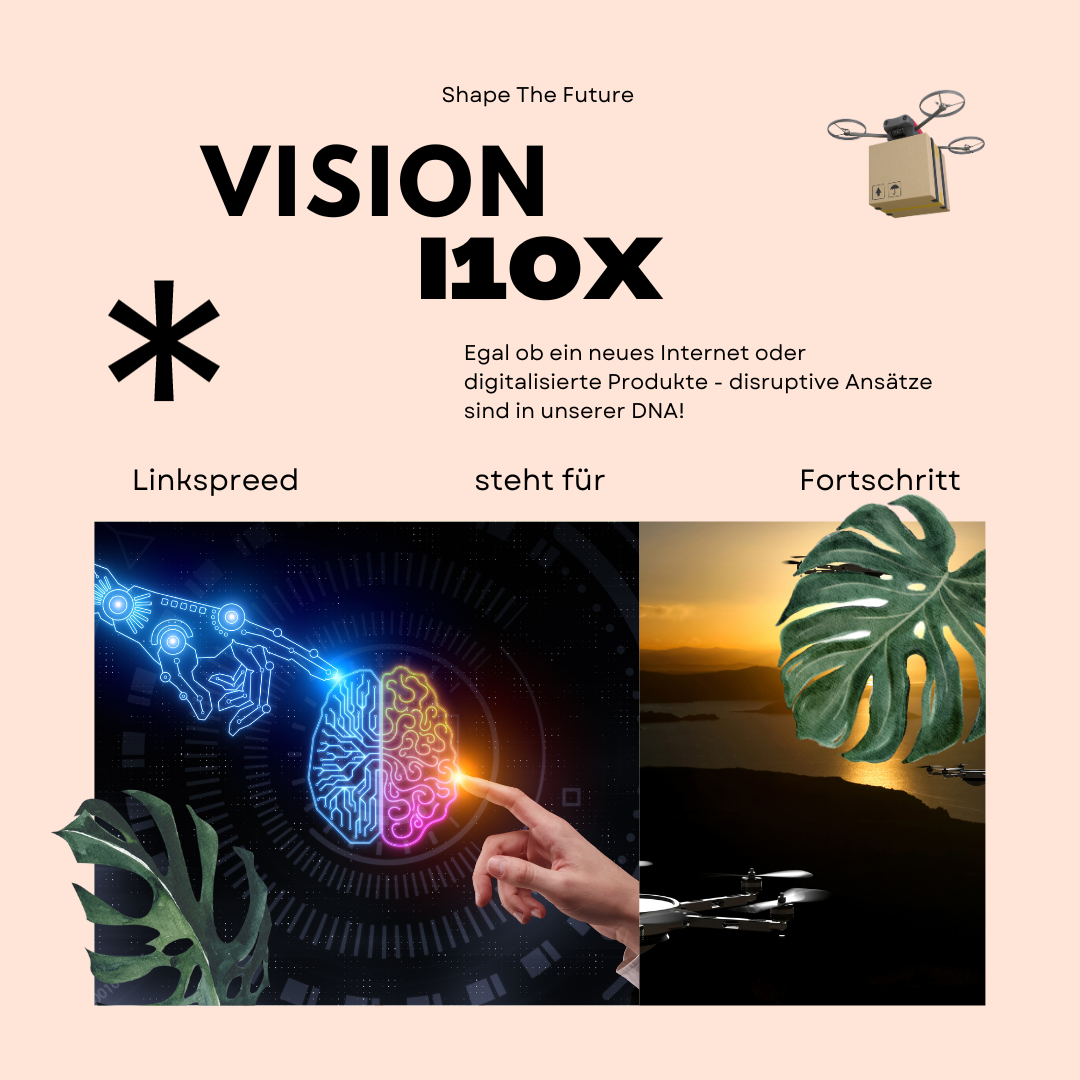 Shape The Future
VISION
I10X
Egal ob ein neues Internet oder
digitalisierte Produkte - disruptive Ansätze
sind in unserer DNA!
Linkspreed steht für Fortschritt